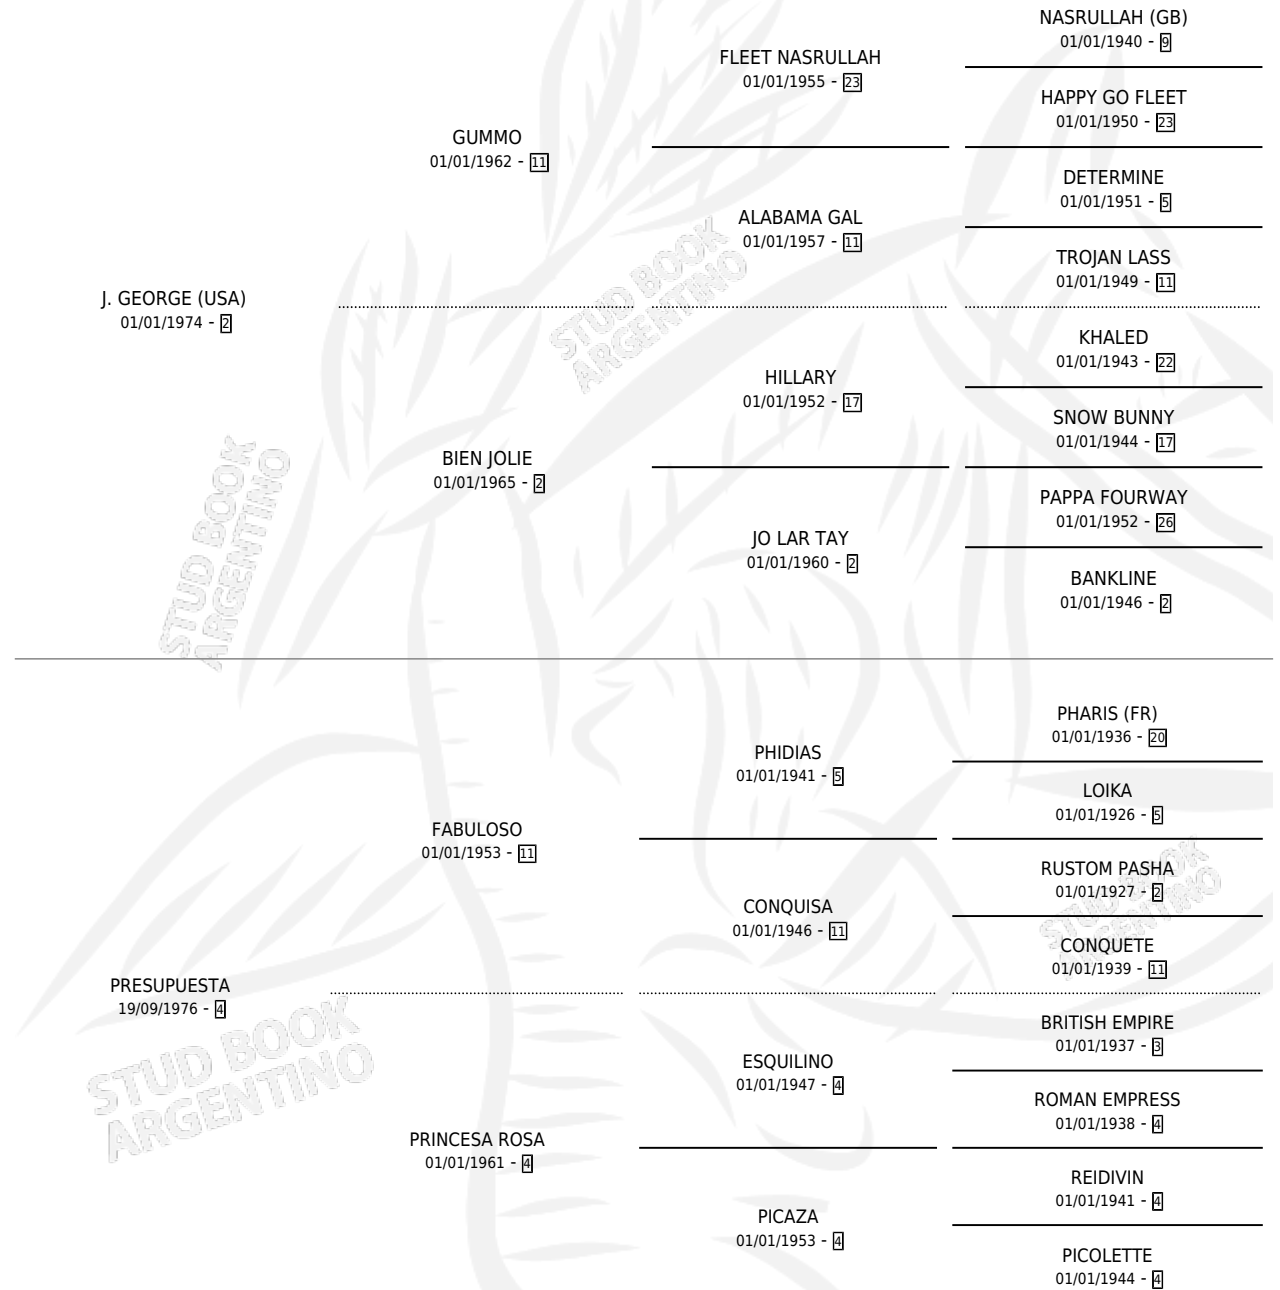 NASRULLAH (GB)
01/01/1940 - 9
FLEET NASRULLAH
01/01/1955 - 23
HAPPY GO FLEET
01/01/1950 - 23
GUMMO
01/01/1962 - 11
DETERMINE
01/01/1951 - 5
ALABAMA GAL
01/01/1957 - 11
TROJAN LASS
01/01/1949 - 11
J. GEORGE (USA)
01/01/1974 - 2
KHALED
01/01/1943 - 22
HILLARY
01/01/1952 - 17
SNOW BUNNY
01/01/1944 - 17
BIEN JOLIE
01/01/1965 - 2
PAPPA FOURWAY
01/01/1952 - 26
JO LAR TAY
01/01/1960 - 2
BANKLINE
01/01/1946 - 2
STUD BOOK
ARGENTINO
STUD BOOK
ARGENTINO
PHARIS (FR)
01/01/1936 - 20
PHIDIAS
01/01/1941 - 5
LOIKA
01/01/1926 - 5
FABULOSO
01/01/1953 - 11
RUSTOM PASHA
01/01/1927 - 2
CONQUISA
01/01/1946 - 11
CONQUETE
01/01/1939 - 11
STUD BOOK
ARGENTINO
PRESUPUESTA
19/09/1976 - 4
BRITISH EMPIRE
01/01/1937 - 3
ESQUILINO
01/01/1947 - 4
ROMAN EMPRESS
01/01/1938 - 4
PRINCESA ROSA
01/01/1961 - 4
REIDIVIN
01/01/1941 - 4
PICAZA
01/01/1953 - 4
PICOLETTE
01/01/1944 - 4
STUD BOOK
ARGENTINO